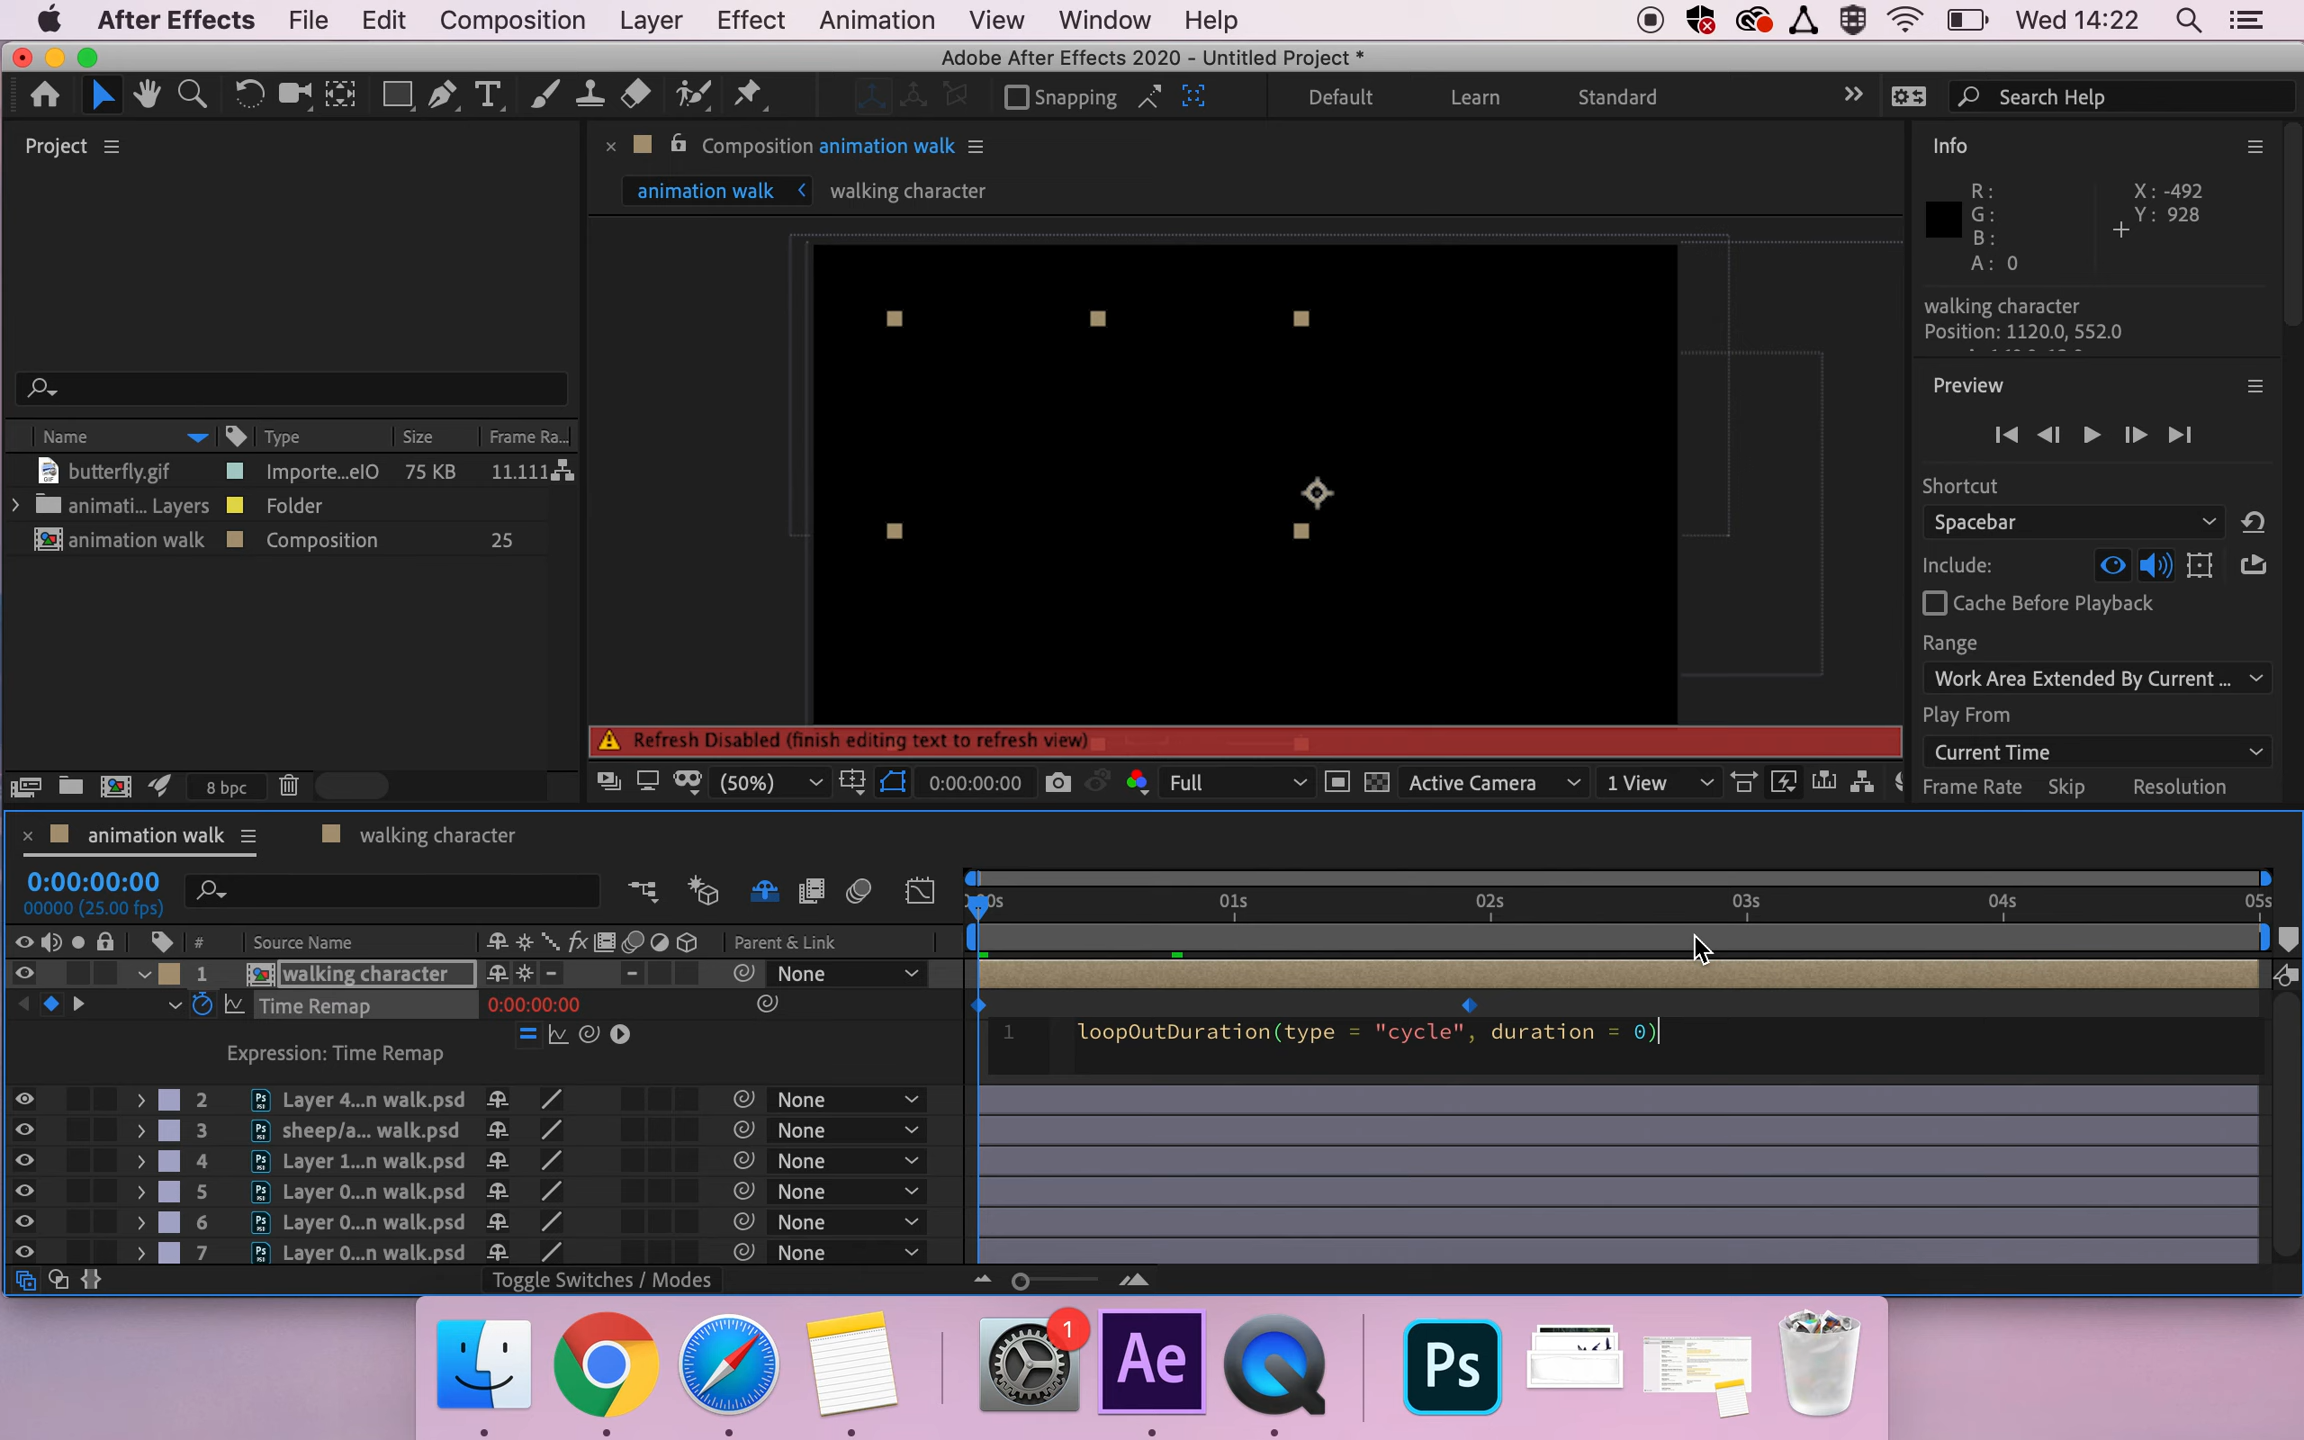 After Effects File Edit Composition Layer Effect Animation View Window Help Wed 14:22
Adobe After Effects 2020 - Untitled Project *
T Snapping Default Learn Standard Search Help
Project
Composition animation walk
animation walk walking character
Name Type Size Frame Ra...
butterfly.gif Importe...eIO 75 KB 11.111
animati... Layers Folder
animation walk Composition 25
8 bpc
Refresh Disabled (finish editing text to refresh view)
(50%) 0:00:00:00 Full Active Camera 1 View
Info
R : X : -492
G : Y : 928
B :
A : 0
walking character
Position: 1120.0, 552.0
Preview
Shortcut
Spacebar
Include:
Cache Before Playback
Range
Work Area Extended By Current ...
Play From
Current Time
Frame Rate Skip Resolution
animation walk walking character
0:00:00:00
00000 (25.00 fps)
01s 02s 03s 04s 05s
# Source Name fx Parent & Link
1 walking character None
Time Remap 0:00:00:00
Expression: Time Remap
1 loopOutDuration(type = "cycle", duration = 0)
2 Layer 4...n walk.psd None
3 sheep/a... walk.psd None
4 Layer 1...n walk.psd None
5 Layer 0...n walk.psd None
6 Layer 0...n walk.psd None
7 Layer 0...n walk.psd None
Toggle Switches / Modes
1
Ae
Ps